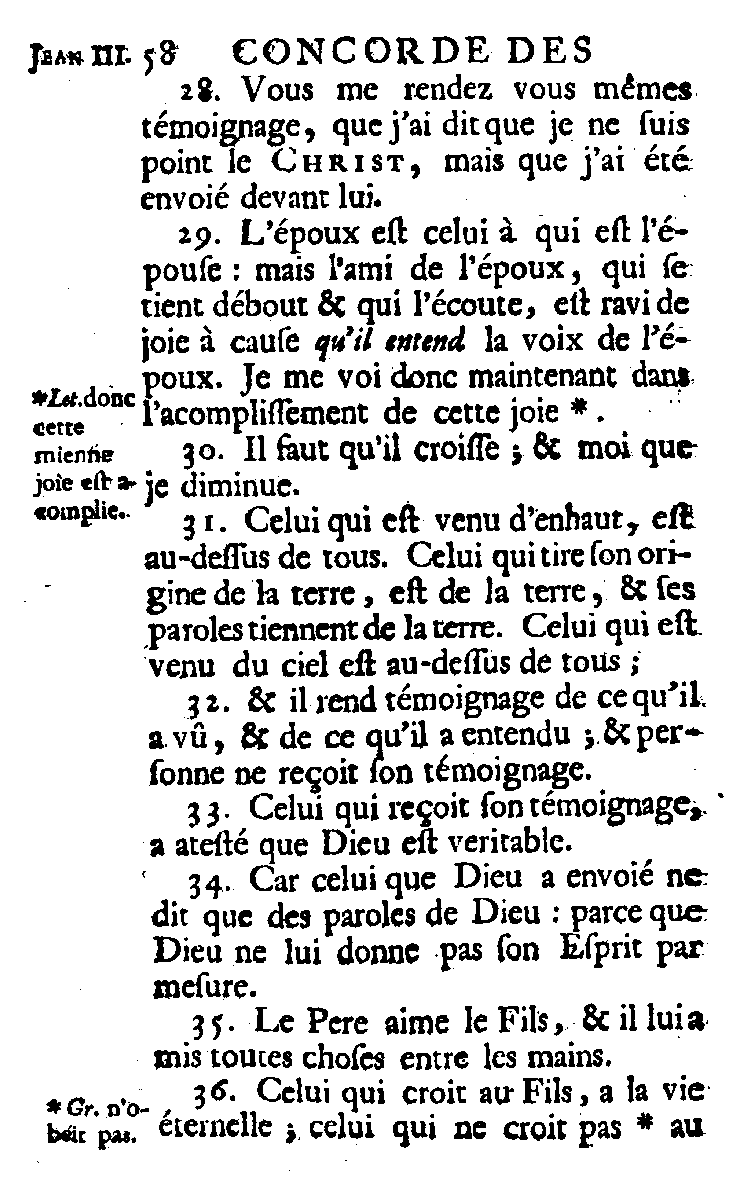 JEAN III. 58 CONCORDE DES
28. Vous me rendez vous mêmes
témoignage, que j'ai dit que je ne ſuis
point le CHRIST, mais que j'ai été
envoié devant lui.
29. L'époux eſt celui à qui eſt l'é-
pouſe : mais l'ami de l'époux, qui ſe
tient débout & qui l'écoute, eſt ravi de
joie à cauſe qu'il entend la voix de l'é-
poux. Je me voi donc maintenant dans
l'acompliſſement de cette joie *.
*Let. donc
cette
mienne
joie eſt a-
complie.
30. Il faut qu'il croiſſe ; & moi que
je diminue.
31. Celui qui eſt venu d'enhaut, eſt
au-deſſus de tous. Celui qui tire ſon ori-
gine de la terre, eſt de la terre, & ſes
paroles tiennent de la terre. Celui qui eſt
venu du ciel eſt au-deſſus de tous ;
32. & il rend témoignage de ce qu'il
a vû, & de ce qu'il a entendu ; & per-
ſonne ne reçoit ſon témoignage.
33. Celui qui reçoit ſon témoignage,
a ateſté que Dieu eſt veritable.
34. Car celui que Dieu a envoié ne
dit que des paroles de Dieu : parce que
Dieu ne lui donne pas ſon Eſprit par
meſure.
35. Le Pere aime le Fils, & il lui a
mis toutes choſes entre les mains.
36. Celui qui croit au Fils, a la vie
éternelle ; celui qui ne croit pas * au
* Gr. n'o-
béit pas.